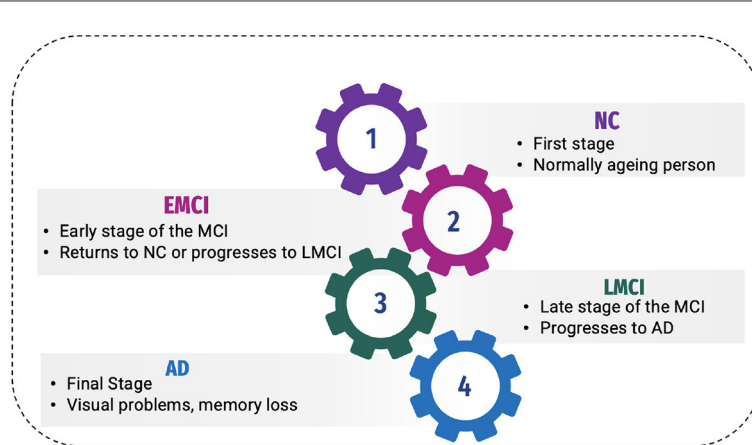 1
NC
• First stage
• Normally ageing person
EMCI
• Early stage of the MCI
• Returns to NC or progresses to LMCI
2
3
LMCI
• Late stage of the MCI
• Progresses to AD
AD
• Final Stage
• Visual problems, memory loss
4